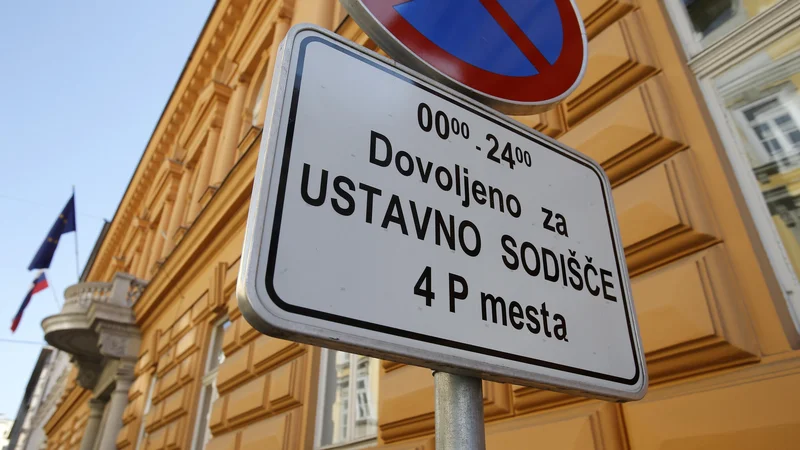 00⁰⁰ - 24⁰⁰
Dovoljeno za
USTAVNO SODIŠČE
4 P mesta